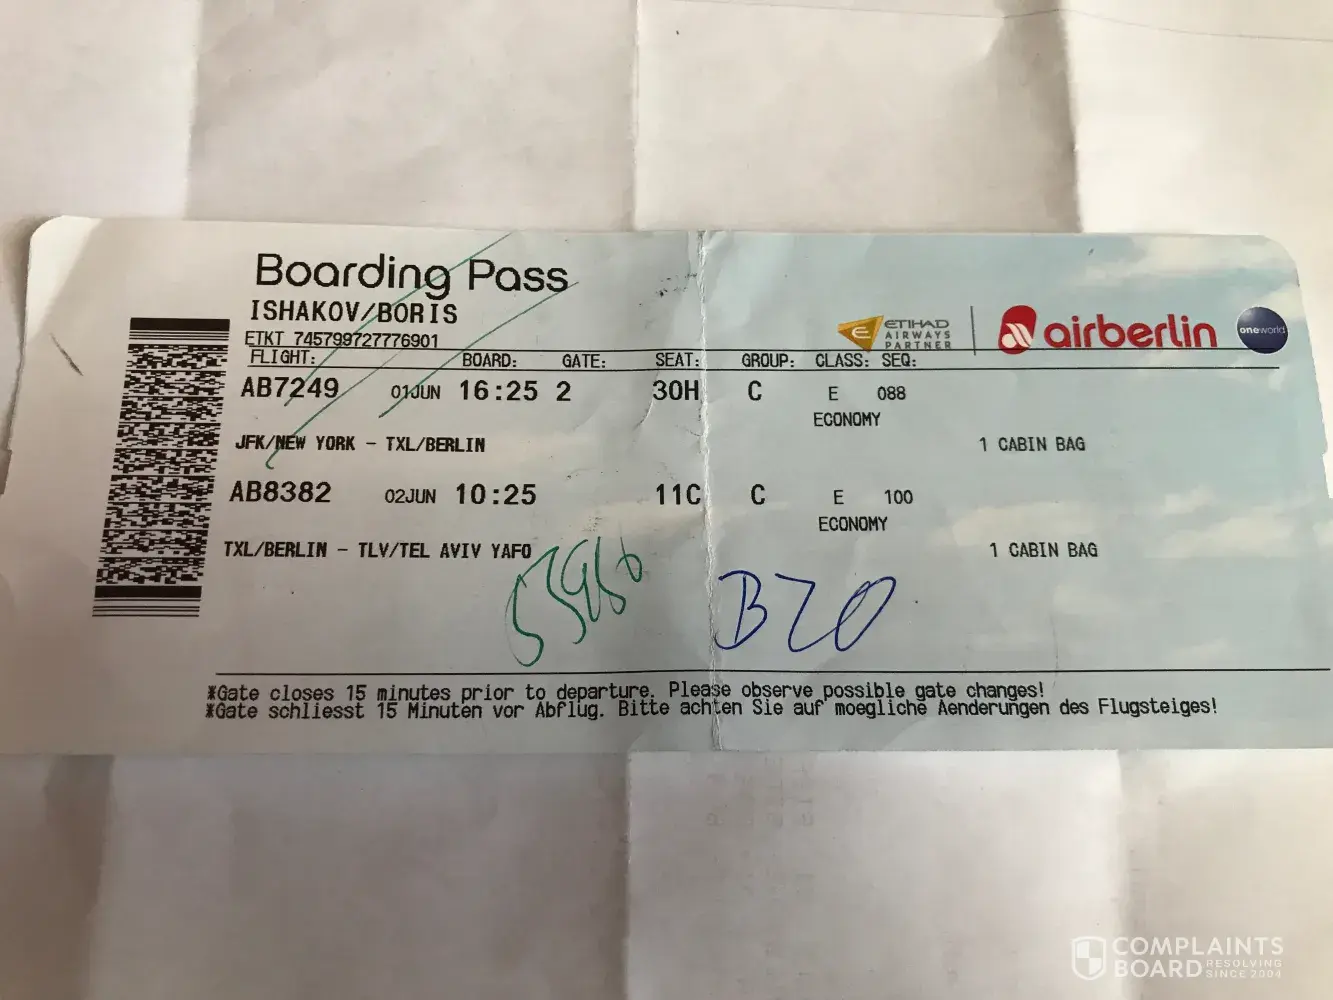 Boarding Pass
ISHAKOV/BORIS
ETKT 745799727776901
ETIHAD
AIRWAYS
PARTNER
airberlin
oneworld
FLIGHT: BOARD: GATE: SEAT: GROUP: CLASS: SEQ:
AB7249 01JUN 16:25 2 30H C E 088
ECONOMY
JFK/NEW YORK - TXL/BERLIN 1 CABIN BAG
AB8382 02JUN 10:25 11C C E 100
ECONOMY
TXL/BERLIN - TLV/TEL AVIV YAFO 1 CABIN BAG
B20
*Gate closes 15 minutes prior to departure. Please observe possible gate changes!
*Gate schliesst 15 Minuten vor Abflug. Bitte achten Sie auf moegliche Aenderungen des Flugsteiges!
COMPLAINTS
BOARD RESOLVING
SINCE 2004